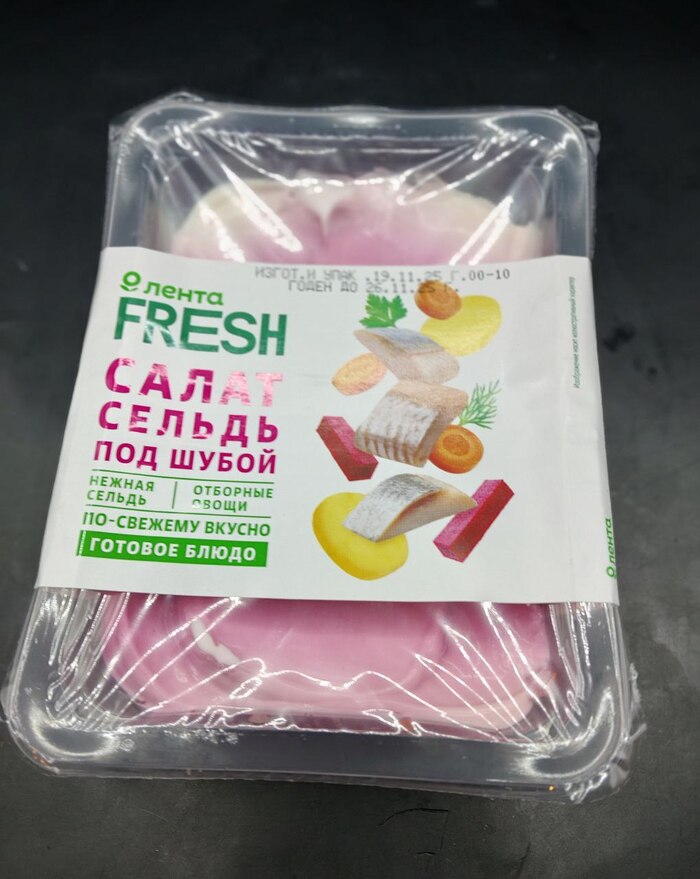 ИЗГОТ.И УПАК .19.11.25 Г.00-10
ГОДЕН ДО 26.11.25 Г.
лента
FRESH
САЛАТ
СЕЛЬДЬ
ПОД ШУБОЙ
НЕЖНАЯ СЕЛЬДЬ
ОТБОРНЫЕ ОВОЩИ
ПО-СВЕЖЕМУ ВКУСНО
ГОТОВОЕ БЛЮДО
лента